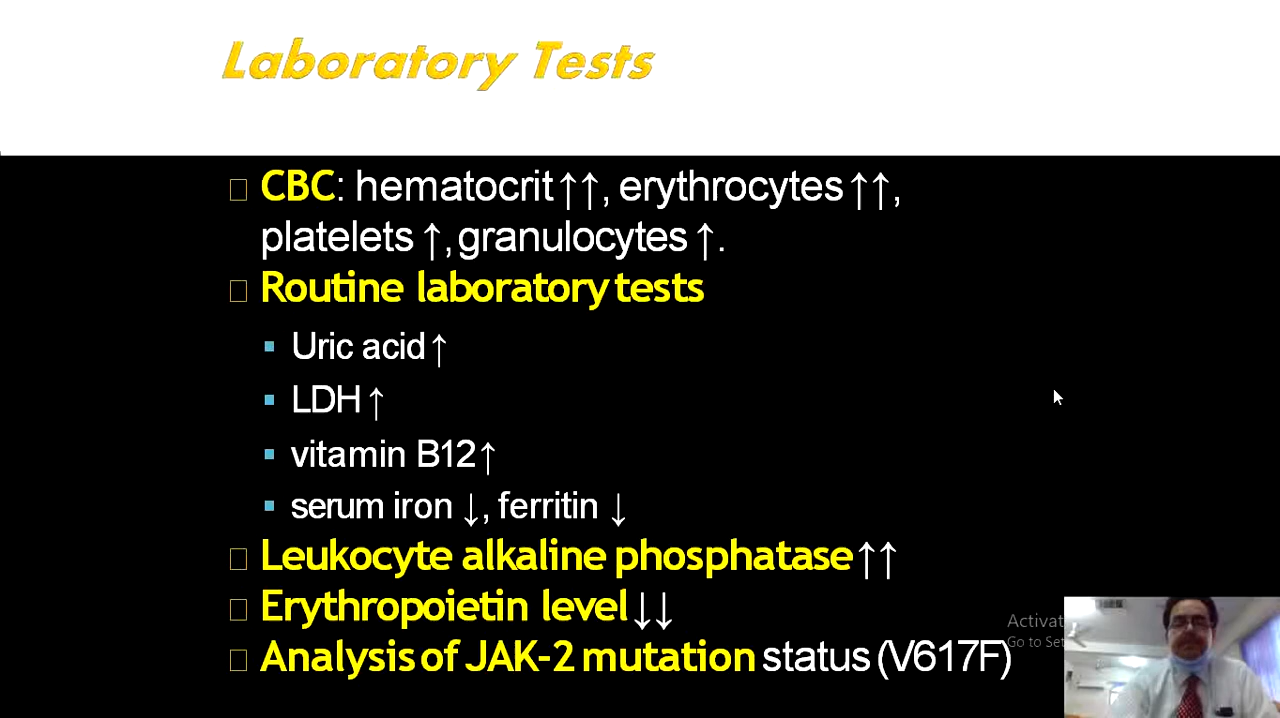 Laboratory Tests
CBC: hematocrit↑↑, erythrocytes↑↑,
platelets ↑, granulocytes ↑.
Routine laboratory tests
Uric acid↑
LDH↑
vitamin B12↑
serum iron ↓, ferritin ↓
Leukocyte alkaline phosphatase↑↑
Erythropoietin level↓↓
Activat
Go to Set
Analysis of JAK-2 mutation status (V617F)